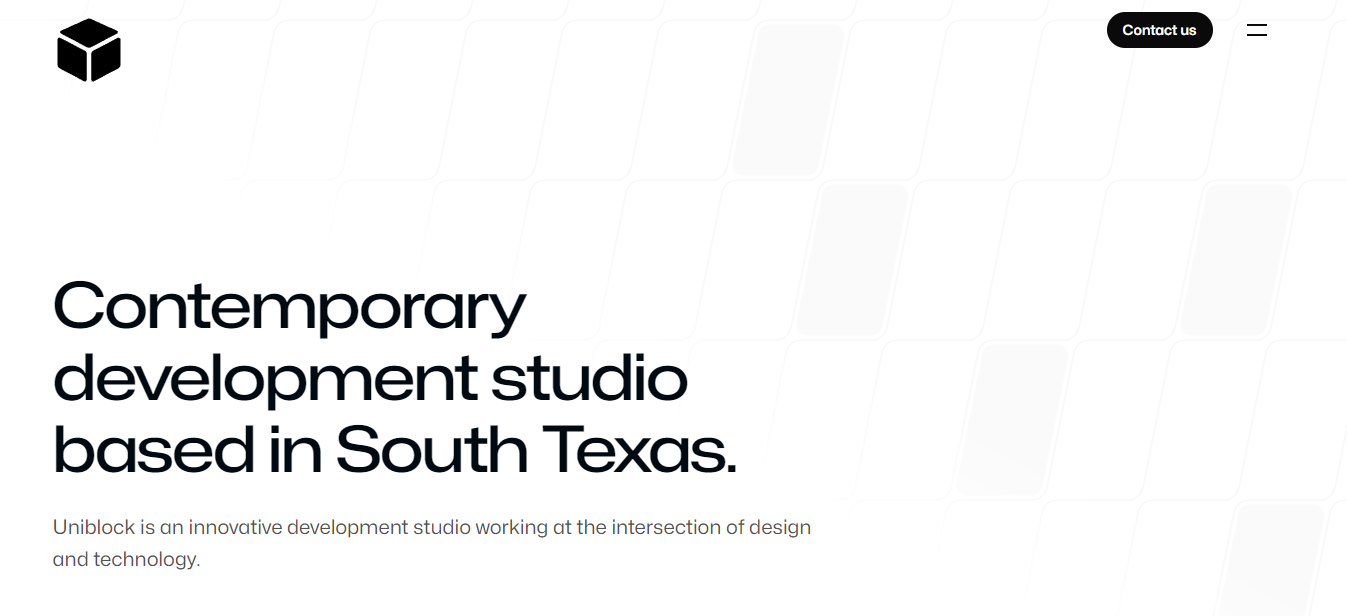 Contact us
Contemporary
development studio
based in South Texas.
Uniblock is an innovative development studio working at the intersection of design
and technology.